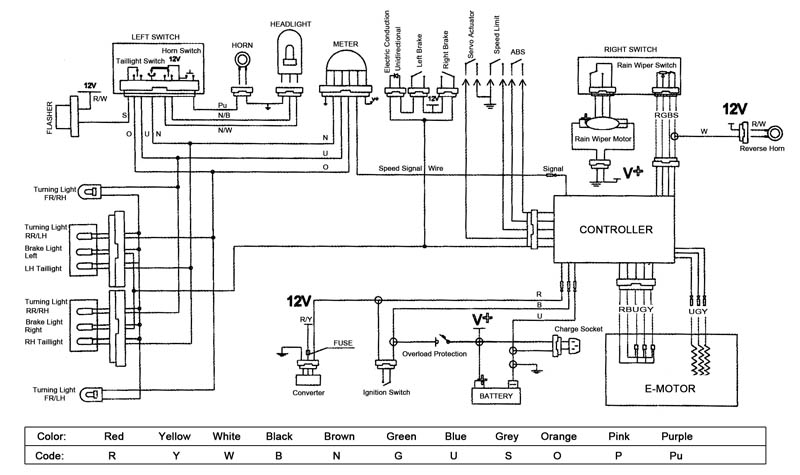 HEADLIGHT
LEFT SWITCH
HORN
METER
Electric Conduction
Unidirectional
Left Brake
Right Brake
Servo Actuator
Speed Limit
ABS
RIGHT SWITCH
Horn Switch
Taillight Switch
12V
Rain Wiper Switch
12V
R/W
FLASHER
Pu
N/B
N/W
S
O
U
N
12V
Rain Wiper Motor
RGBS
12V
R/W
W
Reverse Horn
N
U
O
Speed Signal Wire
Signal
V+
Turning Light
FR/RH
Turning Light
RR/LH
Brake Light
Left
LH Taillight
CONTROLLER
Turning Light
RR/RH
Brake Light
Right
RH Taillight
12V
R/Y
R
B
U
RBUGY
UGY
V+
Charge Socket
FUSE
Overload Protection
E-MOTOR
Turning Light
FR/LH
Converter
Ignition Switch
BATTERY
Color: Red Yellow White Black Brown Green Blue Grey Orange Pink Purple
Code: R Y W B N G U S O P Pu